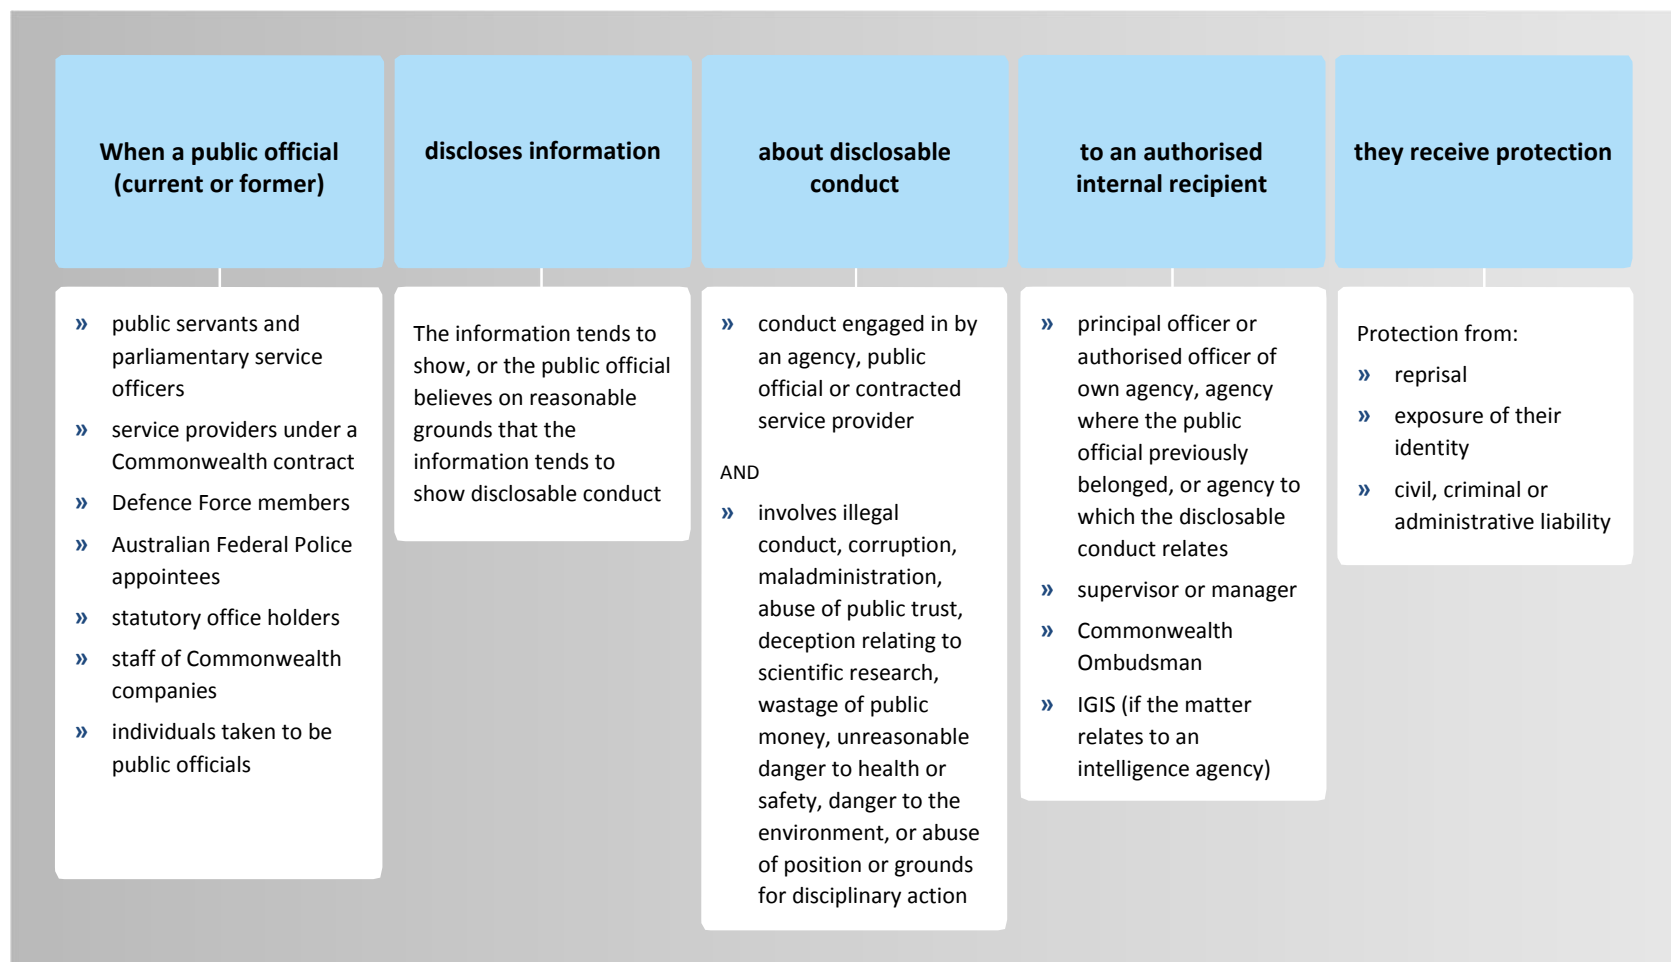 When a public official
(current or former)
» public servants and
parliamentary service
officers
» service providers under a
Commonwealth contract
» Defence Force members
» Australian Federal Police
appointees
» statutory office holders
» staff of Commonwealth
companies
» individuals taken to be
public officials
discloses information
The information tends to
show, or the public official
believes on reasonable
grounds that the
information tends to
show disclosable conduct
about disclosable
conduct
» conduct engaged in by
an agency, public
official or contracted
service provider
AND
» involves illegal
conduct, corruption,
maladministration,
abuse of public trust,
deception relating to
scientific research,
wastage of public
money, unreasonable
danger to health or
safety, danger to the
environment, or abuse
of position or grounds
for disciplinary action
to an authorised
internal recipient
» principal officer or
authorised officer of
own agency, agency
where the public
official previously
belonged, or agency to
which the disclosable
conduct relates
» supervisor or manager
» Commonwealth
Ombudsman
» IGIS (if the matter
relates to an
intelligence agency)
they receive protection
Protection from:
» reprisal
» exposure of their
identity
» civil, criminal or
administrative liability